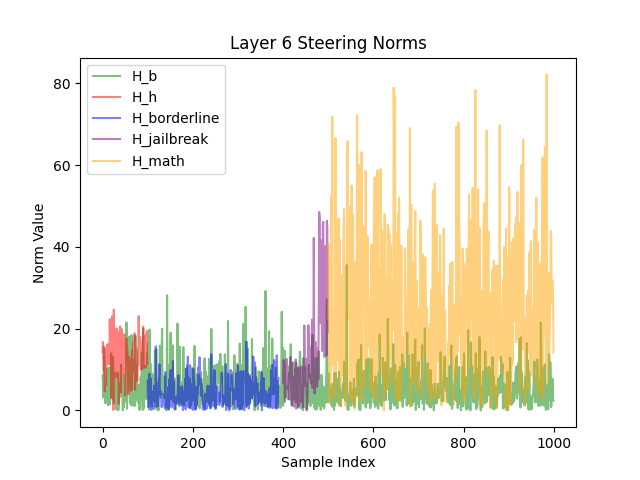 Layer 6 Steering Norms
H_b
H_h
H_borderline
H_jailbreak
H_math
80
60
40
20
0
Norm Value
0
200
400
600
800
1000
Sample Index